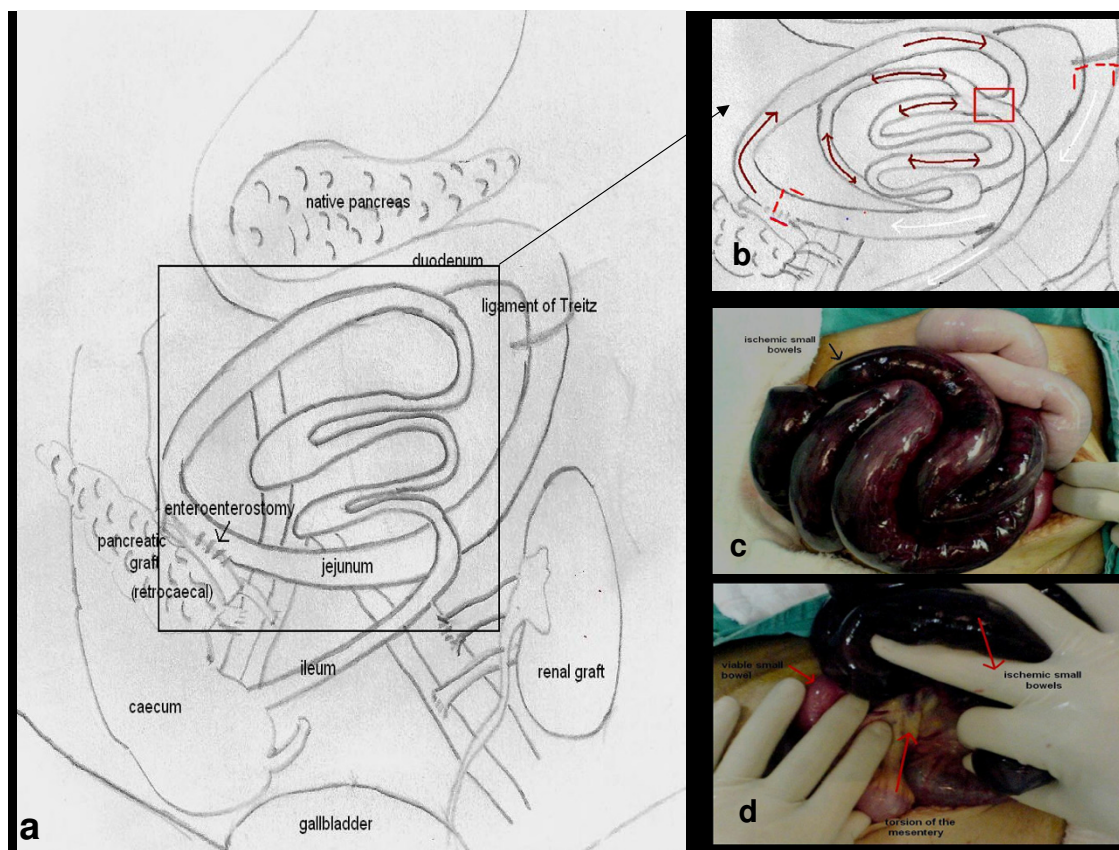 native pancreas
duodenum
ligament of Treitz
enteroenterostomy
pancreatic
graft
(retrocaecal)
jejunum
ileum
renal graft
caecum
gallbladder
a
b
ischemic small
bowels
c
viable small
bowel
ischemic small
bowels
torsion of the
mesentery
d